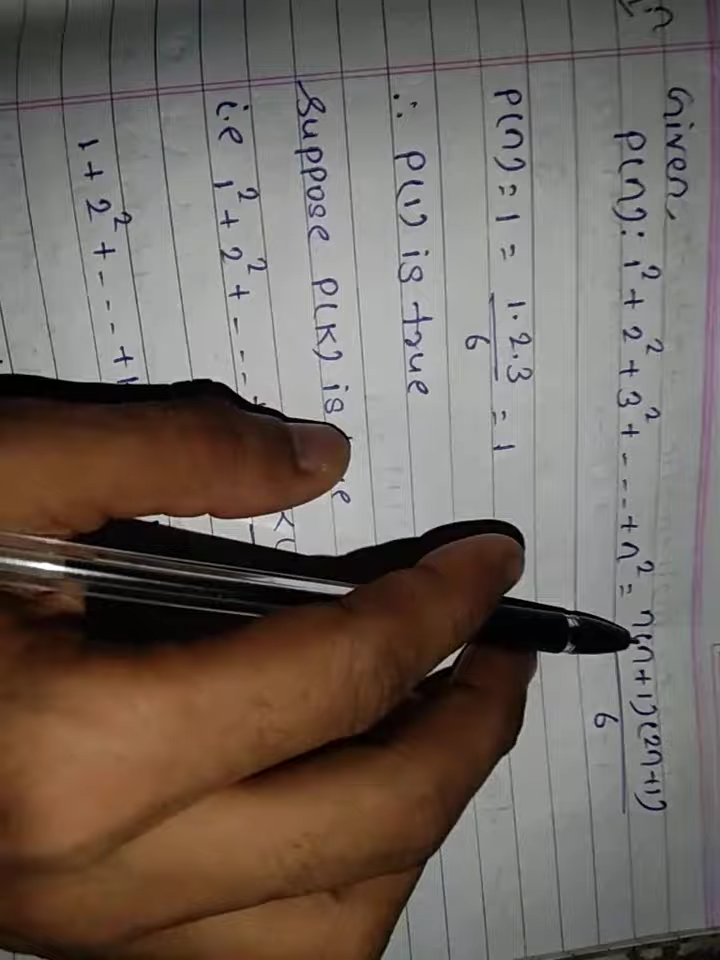 Given,
P(n): 1² + 2² + 3² + - - - + n² = n(n+1)(2n+1)
6
P(n) = 1 = 1·2·3 = 1
6
∴ P(1) is true
Suppose P(K) is
i.e 1² + 2² + - - -
1 + 2² + - - - - +